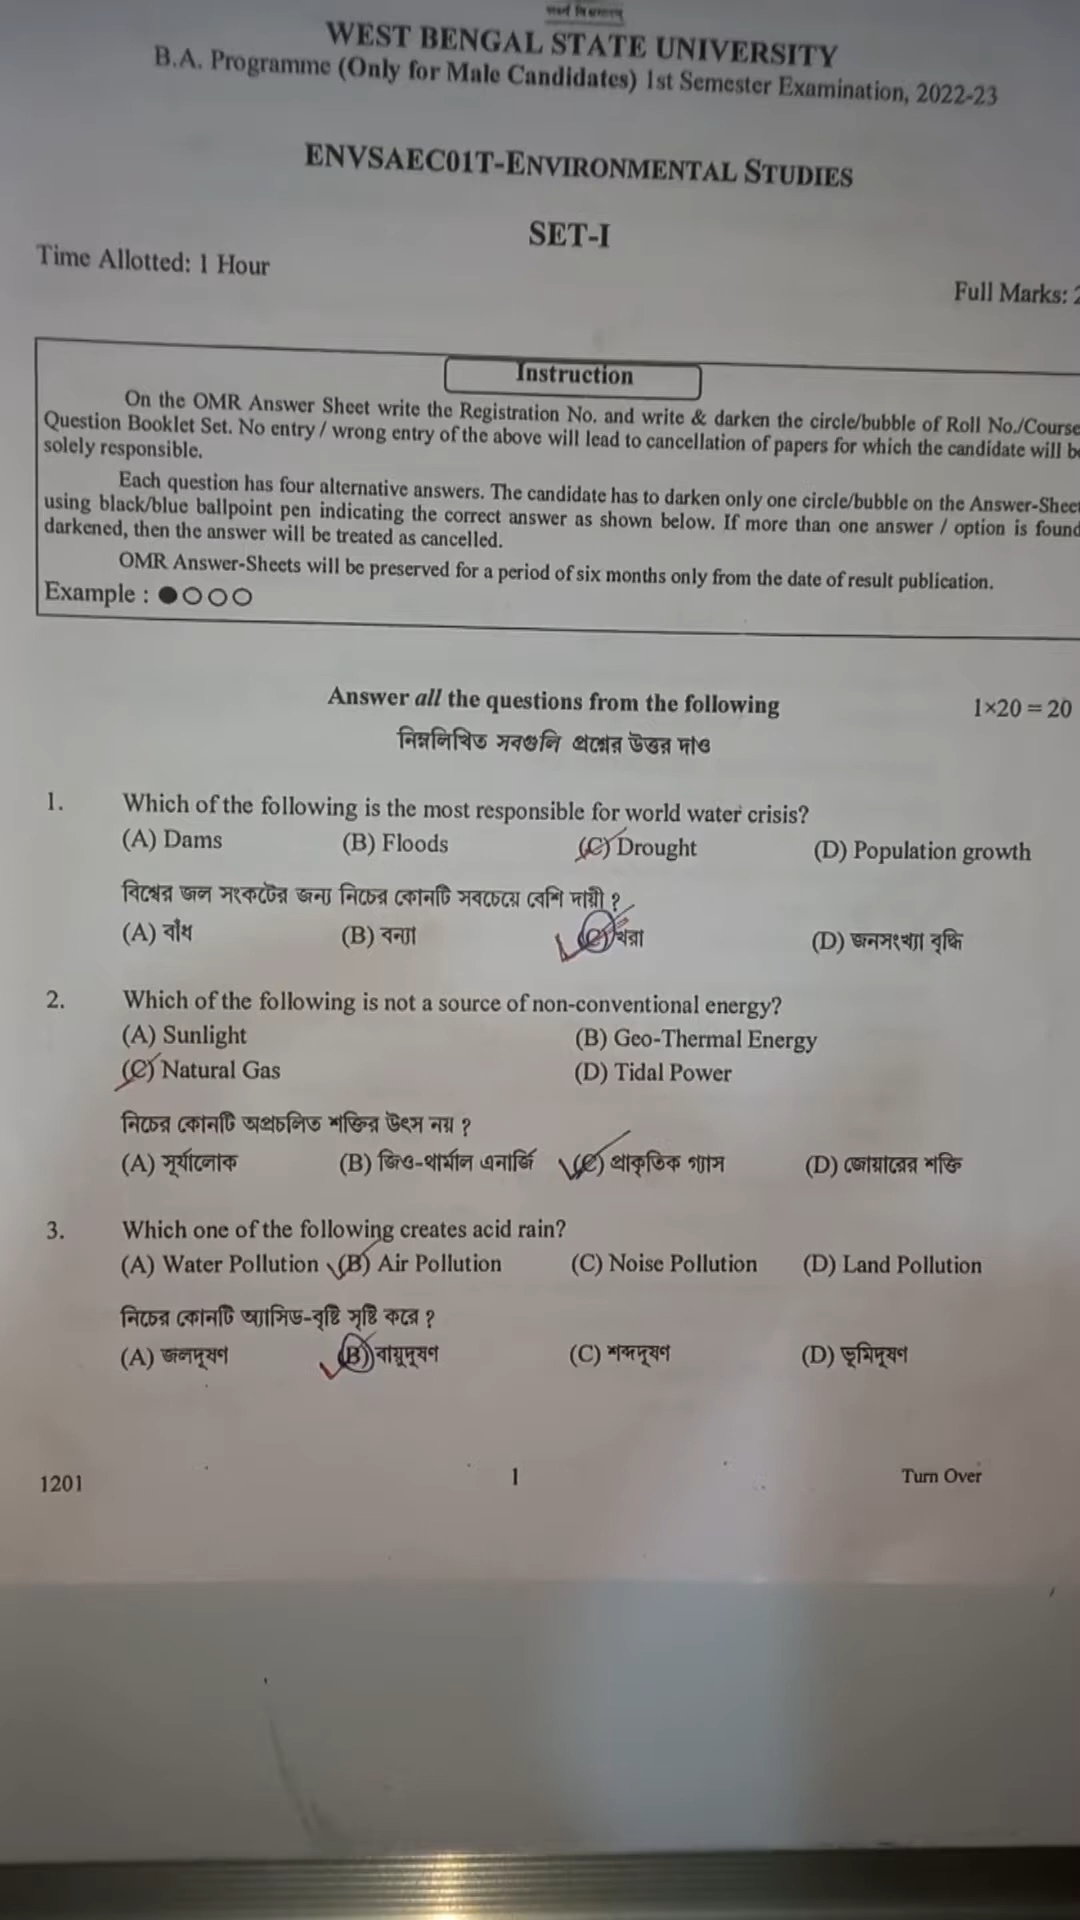 WEST BENGAL STATE UNIVERSITY
B.A. Programme (Only for Male Candidates) 1st Semester Examination, 2022-23
ENVSAEC01T-ENVIRONMENTAL STUDIES
SET-I
Time Allotted: 1 Hour
Full Marks:
Instruction
On the OMR Answer Sheet write the Registration No. and write & darken the circle/bubble of Roll No./Course
Question Booklet Set. No entry / wrong entry of the above will lead to cancellation of papers for which the candidate will
solely responsible.
Each question has four alternative answers. The candidate has to darken only one circle/bubble on the Answer-Sheet
using black/blue ballpoint pen indicating the correct answer as shown below. If more than one answer / option is found
darkened, then the answer will be treated as cancelled.
OMR Answer-Sheets will be preserved for a period of six months only from the date of result publication.
Example : ●○○○
Answer all the questions from the following 1×20 = 20
নিম্নলিখিত সবগুলি প্রশ্নের উত্তর দাও
1. Which of the following is the most responsible for world water crisis?
(A) Dams (B) Floods (C) Drought (D) Population growth
বিশ্বের জল সংকটের জন্য নিচের কোনটি সবচেয়ে বেশি দায়ী ?
(A) বাঁধ (B) বন্যা (C) খরা (D) জনসংখ্যা বৃদ্ধি
2. Which of the following is not a source of non-conventional energy?
(A) Sunlight (B) Geo-Thermal Energy
(C) Natural Gas (D) Tidal Power
নিচের কোনটি অপ্রচলিত শক্তির উৎস নয় ?
(A) সূর্যালোক (B) জিও-থার্মাল এনার্জি (C) প্রাকৃতিক গ্যাস (D) জোয়ারের শক্তি
3. Which one of the following creates acid rain?
(A) Water Pollution (B) Air Pollution (C) Noise Pollution (D) Land Pollution
নিচের কোনটি অ্যাসিড-বৃষ্টি সৃষ্টি করে ?
(A) জলদূষণ (B) বায়ুদূষণ (C) শব্দদূষণ (D) ভূমিদূষণ
1201 1 Turn Over